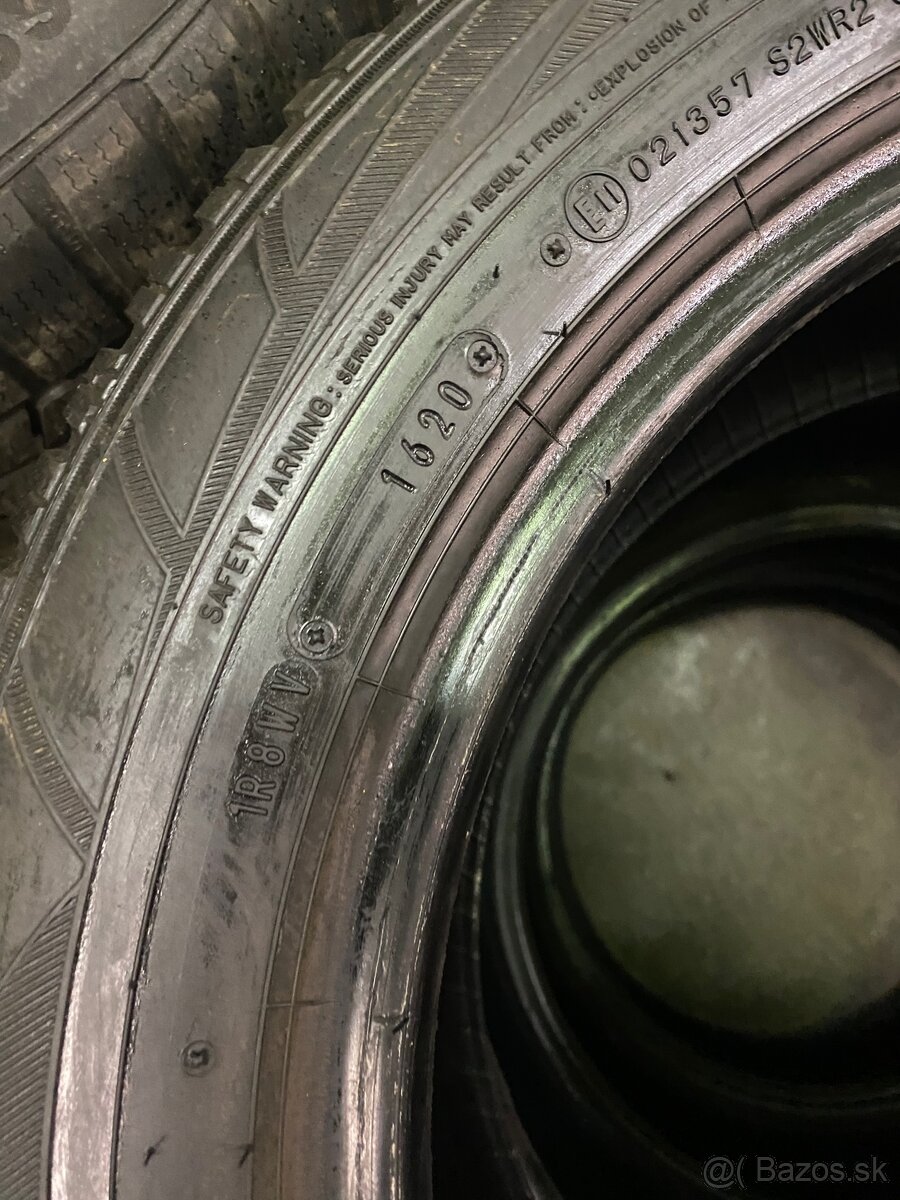 SAFETY WARNING: SERIOUS INJURY MAY RESULT FROM: •EXPLOSION OF
E11 021357 S2WR2
1620
1R8WV
@( Bazos.sk